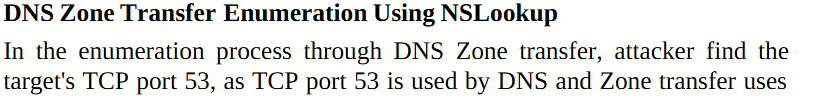 DNS Zone Transfer Enumeration Using NSLookup
In the enumeration process through DNS Zone transfer, attacker find the
target's TCP port 53, as TCP port 53 is used by DNS and Zone transfer uses